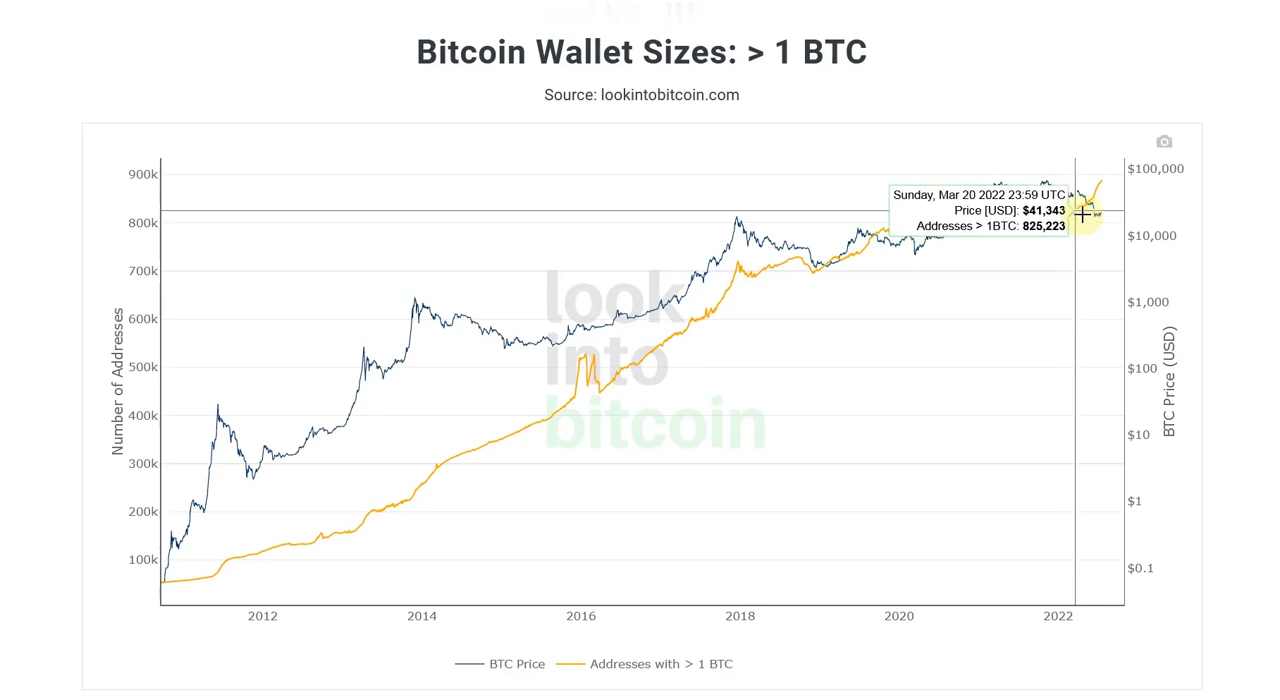 Bitcoin Wallet Sizes: > 1 BTC
Source: lookintobitcoin.com
900k
800k
700k
600k
500k
400k
300k
200k
100k
Number of Addresses
$100,000
$10,000
$1,000
$100
$10
$1
$0.1
BTC Price (USD)
Sunday, Mar 20 2022 23:59 UTC
Price [USD]: $41,343
Addresses > 1BTC: 825,223
look
into
bitcoin
2012
2014
2016
2018
2020
2022
BTC Price
Addresses with > 1 BTC